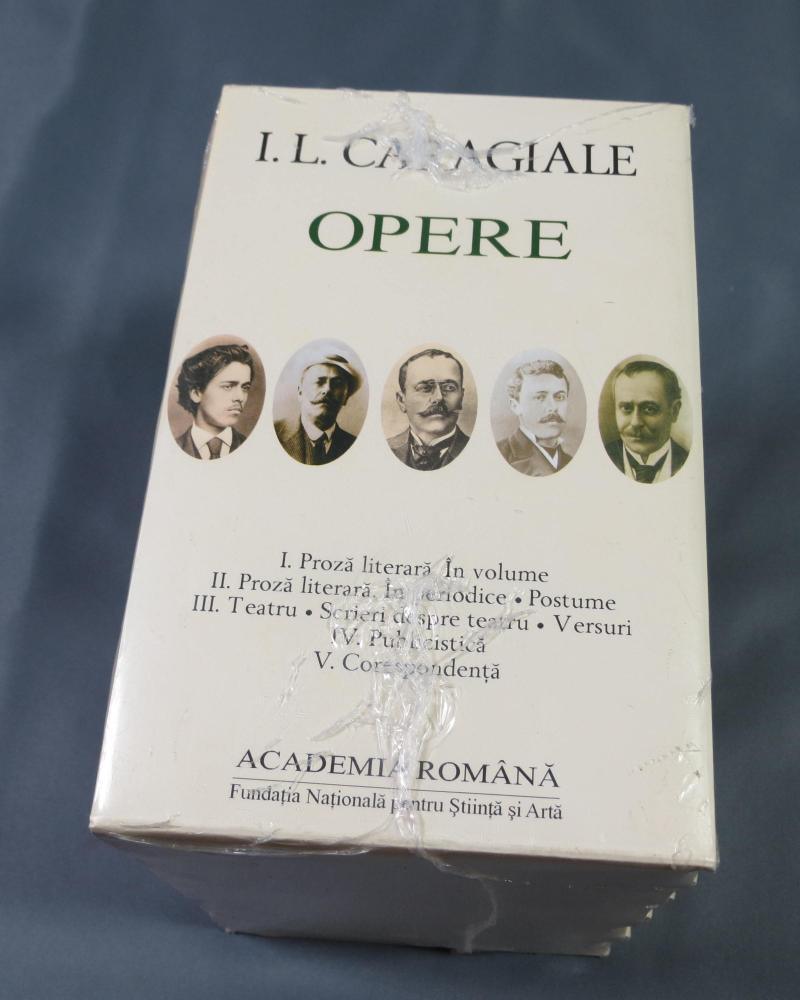 I. L. CARAGIALE
OPERE
I. Proză literară. În volume
II. Proză literară. În periodice • Postume
III. Teatru • Scrieri despre teatru • Versuri
IV. Publicistică
V. Corespondență
ACADEMIA ROMÂNĂ
Fundația Națională pentru Știință și Artă